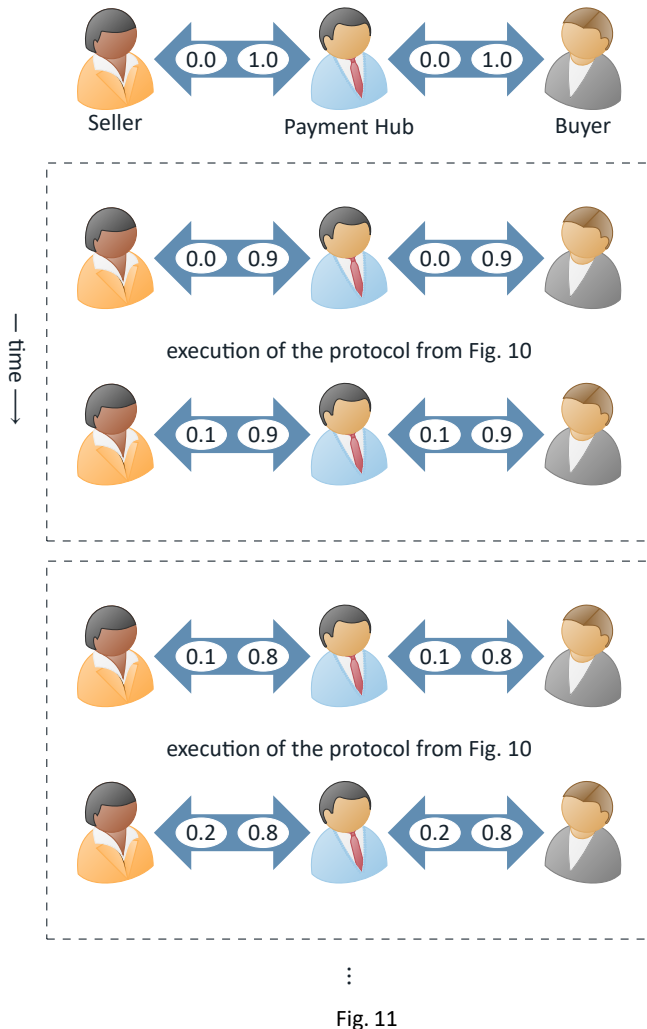 0.0 1.0 0.0 1.0
Seller Payment Hub Buyer
0.0 0.9 0.0 0.9
execution of the protocol from Fig. 10
0.1 0.9 0.1 0.9
— time →
0.1 0.8 0.1 0.8
execution of the protocol from Fig. 10
0.2 0.8 0.2 0.8
⋮
Fig. 11